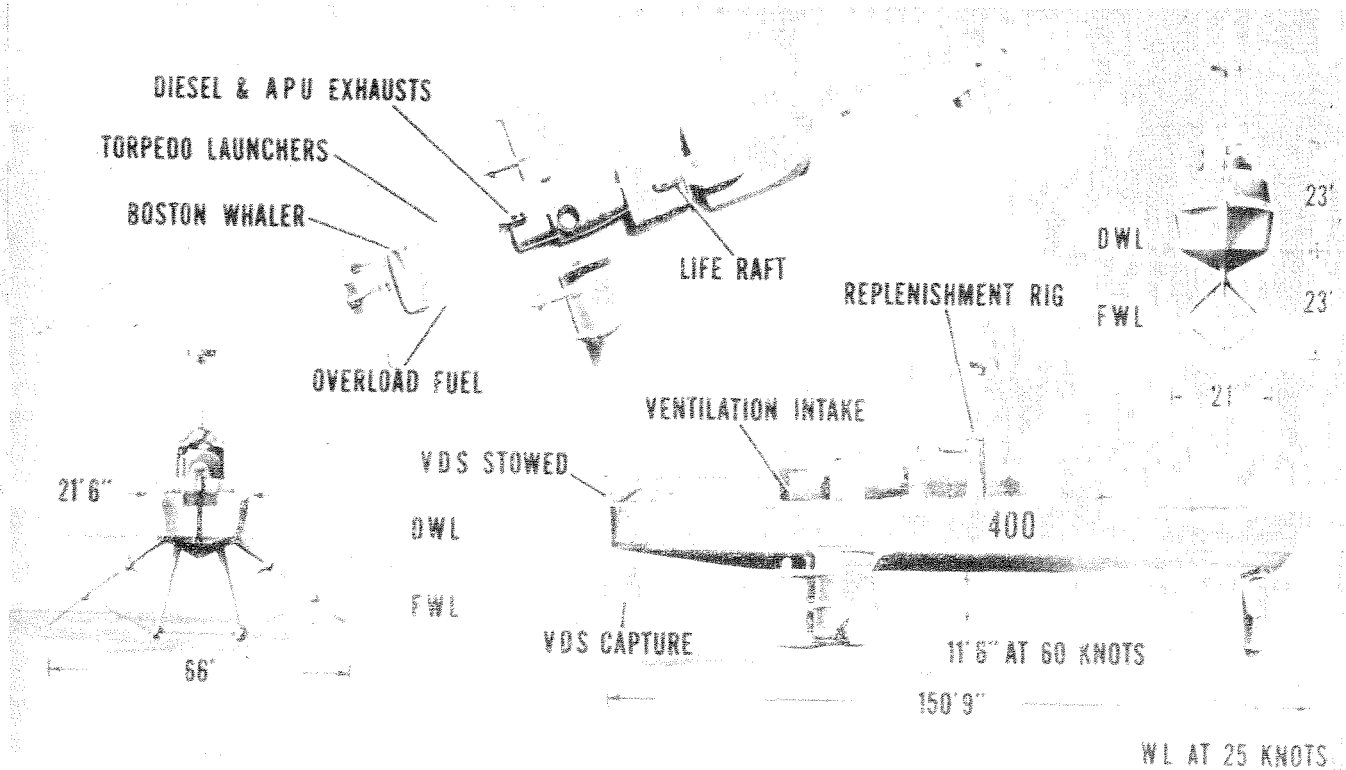 DIESEL & APU EXHAUSTS
TORPEDO LAUNCHERS
BOSTON WHALER
LIFE RAFT
OVERLOAD FUEL
23'
DWL
23'
FWL
21'
REPLENISHMENT RIG
VENTILATION INTAKE
VDS STOWED
400
VDS CAPTURE
11'6" AT 60 KNOTS
150'9"
WL AT 25 KNOTS
21'6"
DWL
FWL
66'